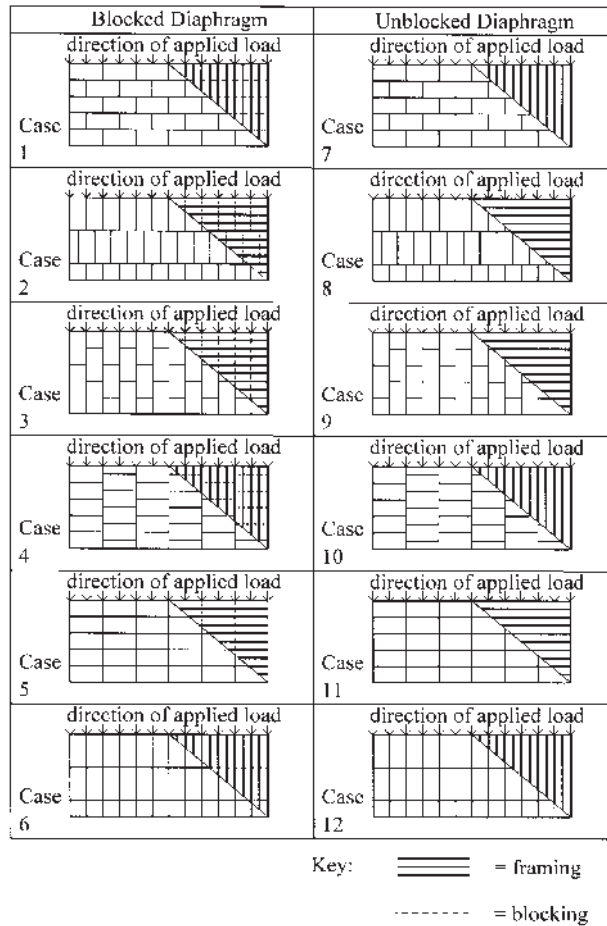 Blocked Diaphragm
Unblocked Diaphragm
direction of applied load
Case
1
direction of applied load
Case
7
direction of applied load
Case
2
direction of applied load
Case
8
direction of applied load
Case
3
direction of applied load
Case
9
direction of applied load
Case
4
direction of applied load
Case
10
direction of applied load
Case
5
direction of applied load
Case
11
direction of applied load
Case
6
direction of applied load
Case
12
Key:
= framing
= blocking